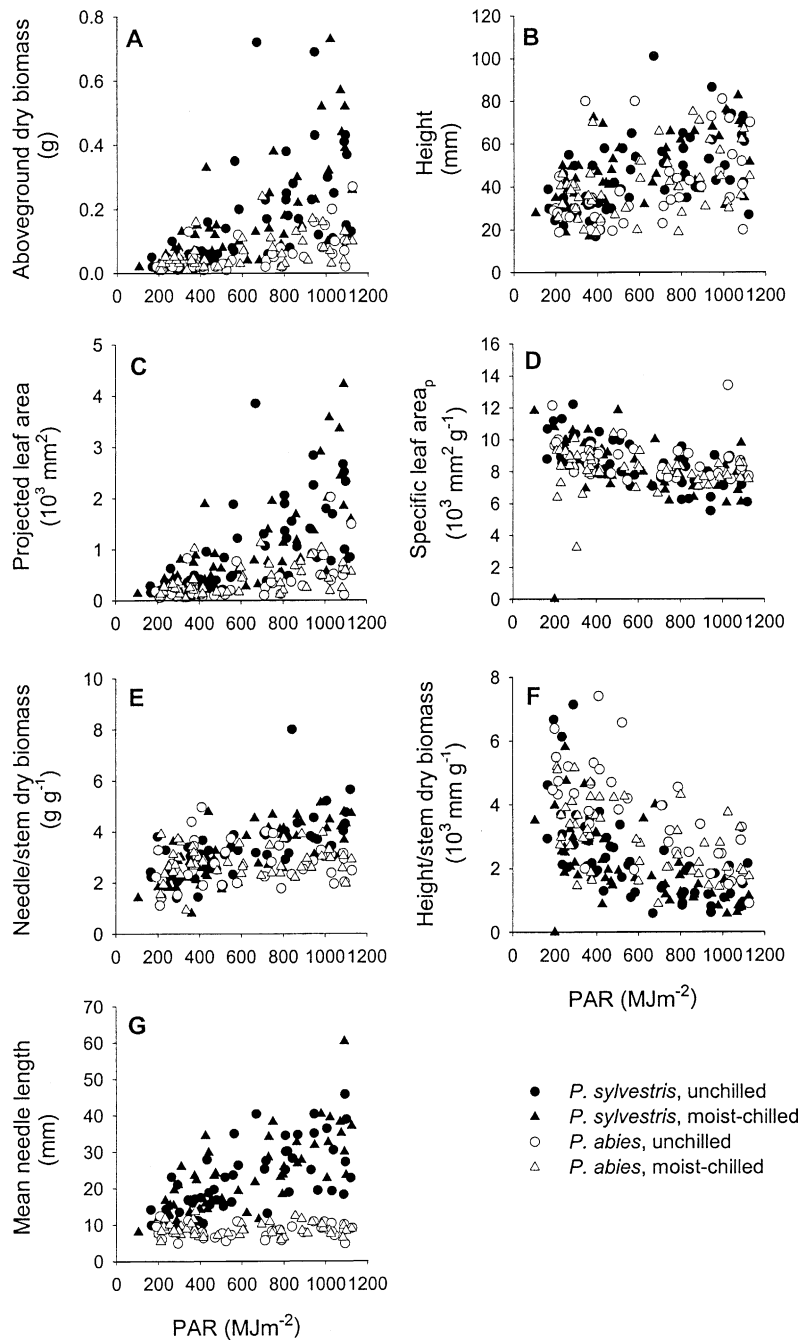 A
Aboveground dry biomass
(g)
0.8
0.6
0.4
0.2
0.0
0 200 400 600 800 1000 1200
B
Height
(mm)
120
100
80
60
40
20
0
0 200 400 600 800 1000 1200
C
Projected leaf area
(10³ mm²)
5
4
3
2
1
0
0 200 400 600 800 1000 1200
D
Specific leaf areaₚ
(10³ mm² g⁻¹)
16
14
12
10
8
6
4
2
0
0 200 400 600 800 1000 1200
E
Needle/stem dry biomass
(g g⁻¹)
10
8
6
4
2
0
0 200 400 600 800 1000 1200
F
Height/stem dry biomass
(10³ mm g⁻¹)
8
6
4
2
0
0 200 400 600 800 1000 1200
PAR (MJm⁻²)
G
Mean needle length
(mm)
70
60
50
40
30
20
10
0
0 200 400 600 800 1000 1200
PAR (MJm⁻²)
P. sylvestris, unchilled
P. sylvestris, moist-chilled
P. abies, unchilled
P. abies, moist-chilled